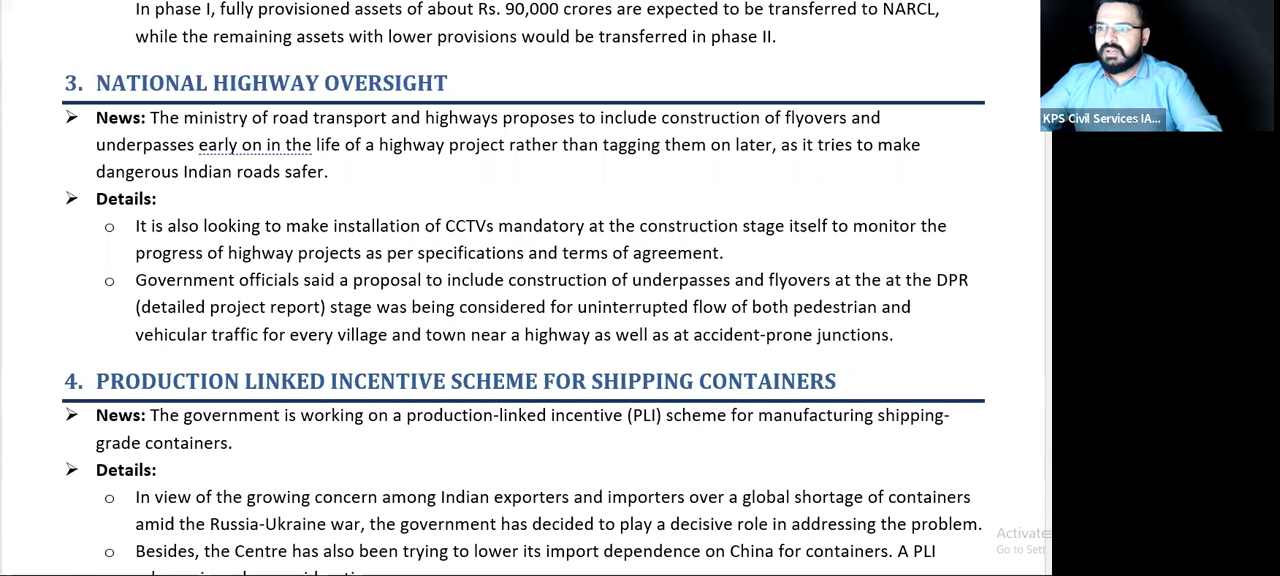 In phase I, fully provisioned assets of about Rs. 90,000 crores are expected to be transferred to NARCL,
while the remaining assets with lower provisions would be transferred in phase II.
3. NATIONAL HIGHWAY OVERSIGHT
➤ News: The ministry of road transport and highways proposes to include construction of flyovers and
underpasses early on in the life of a highway project rather than tagging them on later, as it tries to make
dangerous Indian roads safer.
➤ Details:
o It is also looking to make installation of CCTVs mandatory at the construction stage itself to monitor the
progress of highway projects as per specifications and terms of agreement.
o Government officials said a proposal to include construction of underpasses and flyovers at the at the DPR
(detailed project report) stage was being considered for uninterrupted flow of both pedestrian and
vehicular traffic for every village and town near a highway as well as at accident-prone junctions.
4. PRODUCTION LINKED INCENTIVE SCHEME FOR SHIPPING CONTAINERS
➤ News: The government is working on a production-linked incentive (PLI) scheme for manufacturing shipping-
grade containers.
➤ Details:
o In view of the growing concern among Indian exporters and importers over a global shortage of containers
amid the Russia-Ukraine war, the government has decided to play a decisive role in addressing the problem.
o Besides, the Centre has also been trying to lower its import dependence on China for containers. A PLI
KPS Civil Services IA...
Activate
Go to Sett